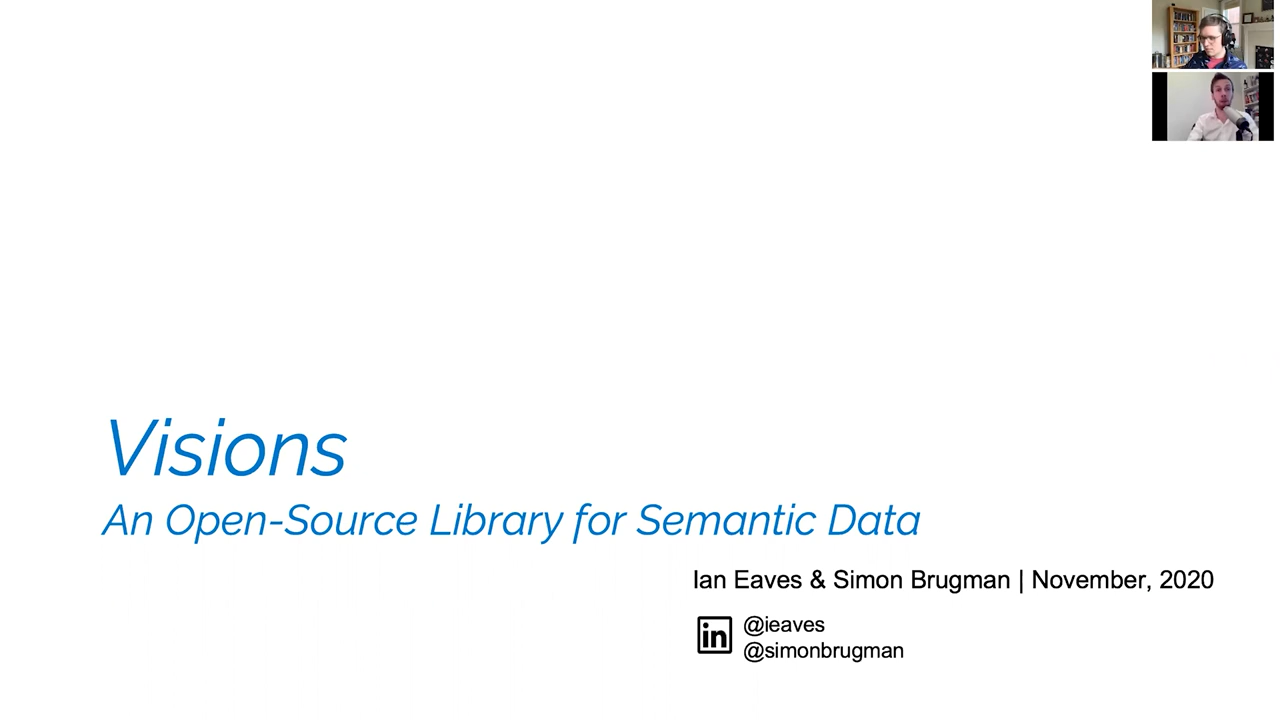 Visions
An Open-Source Library for Semantic Data
Ian Eaves & Simon Brugman | November, 2020
in
@ieaves
@simonbrugman